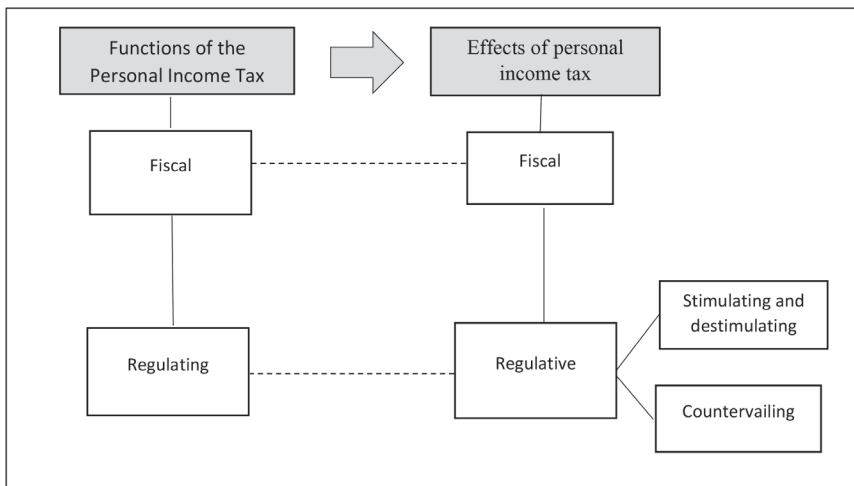 Functions of the
Personal Income Tax
Effects of personal
income tax
Fiscal
Fiscal
Stimulating and
destimulating
Regulating
Regulative
Countervailing